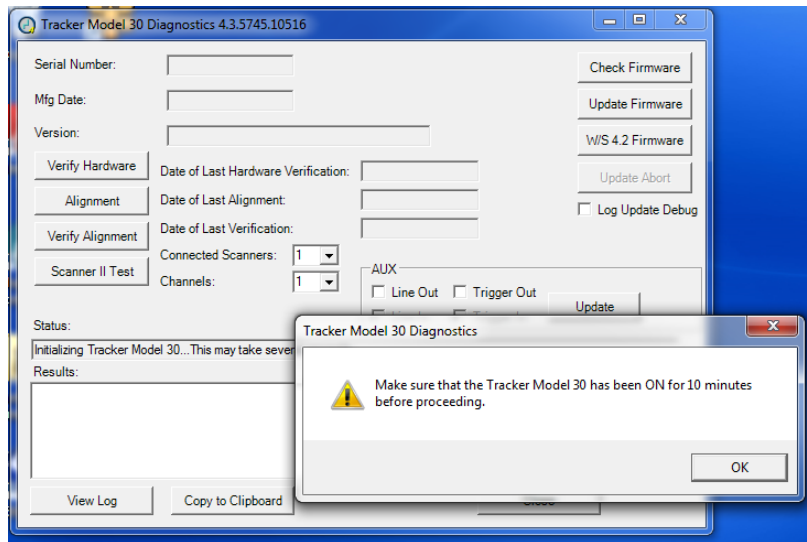 Tracker Model 30 Diagnostics 4.3.5745.10516
Serial Number:
Check Firmware
Mfg Date:
Update Firmware
Version:
W/S 4.2 Firmware
Verify Hardware
Date of Last Hardware Verification:
Update Abort
Alignment
Date of Last Alignment:
Log Update Debug
Verify Alignment
Date of Last Verification:
Connected Scanners: 1
Scanner II Test
Channels: 1
AUX
Line Out Trigger Out
Update
Status:
Initializing Tracker Model 30...This may take sever
Results:
Tracker Model 30 Diagnostics
Make sure that the Tracker Model 30 has been ON for 10 minutes
before proceeding.
OK
View Log
Copy to Clipboard
Close